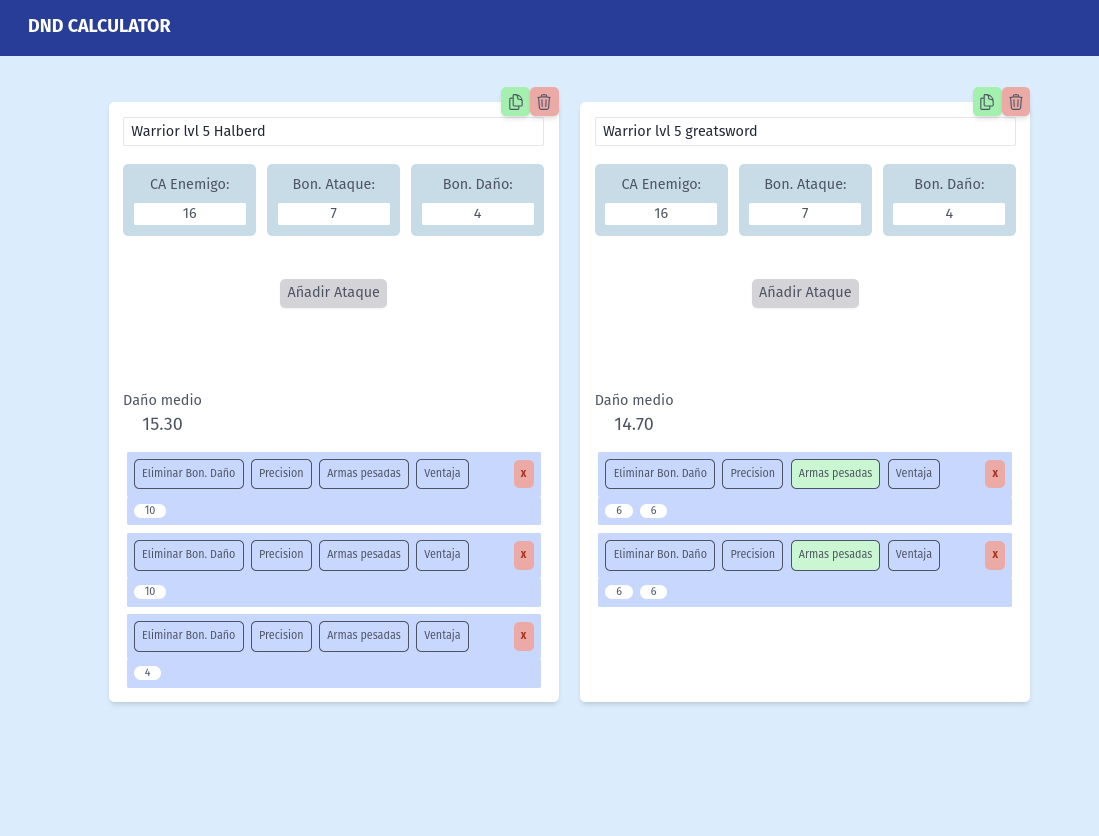 DND CALCULATOR
Warrior lvl 5 Halberd
CA Enemigo: Bon. Ataque: Bon. Daño:
16 7 4
Añadir Ataque
Daño medio
15.30
Eliminar Bon. Daño Precision Armas pesadas Ventaja x
10
Eliminar Bon. Daño Precision Armas pesadas Ventaja x
10
Eliminar Bon. Daño Precision Armas pesadas Ventaja x
4
Warrior lvl 5 greatsword
CA Enemigo: Bon. Ataque: Bon. Daño:
16 7 4
Añadir Ataque
Daño medio
14.70
Eliminar Bon. Daño Precision Armas pesadas Ventaja x
6 6
Eliminar Bon. Daño Precision Armas pesadas Ventaja x
6 6